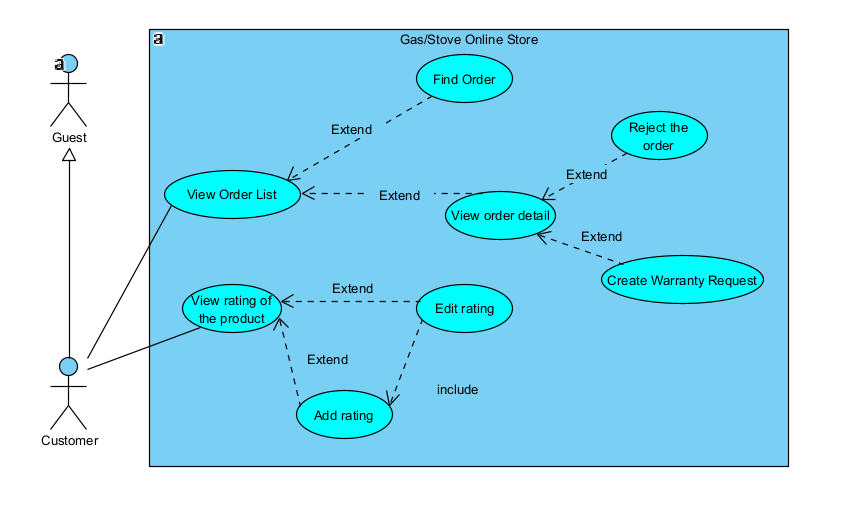 a
Gas/Stove Online Store
a
Find Order
Extend
Guest
Reject the
order
Extend
View Order List
Extend
View order detail
Extend
Create Warranty Request
Extend
View rating of
the product
Edit rating
Extend
include
Add rating
Customer